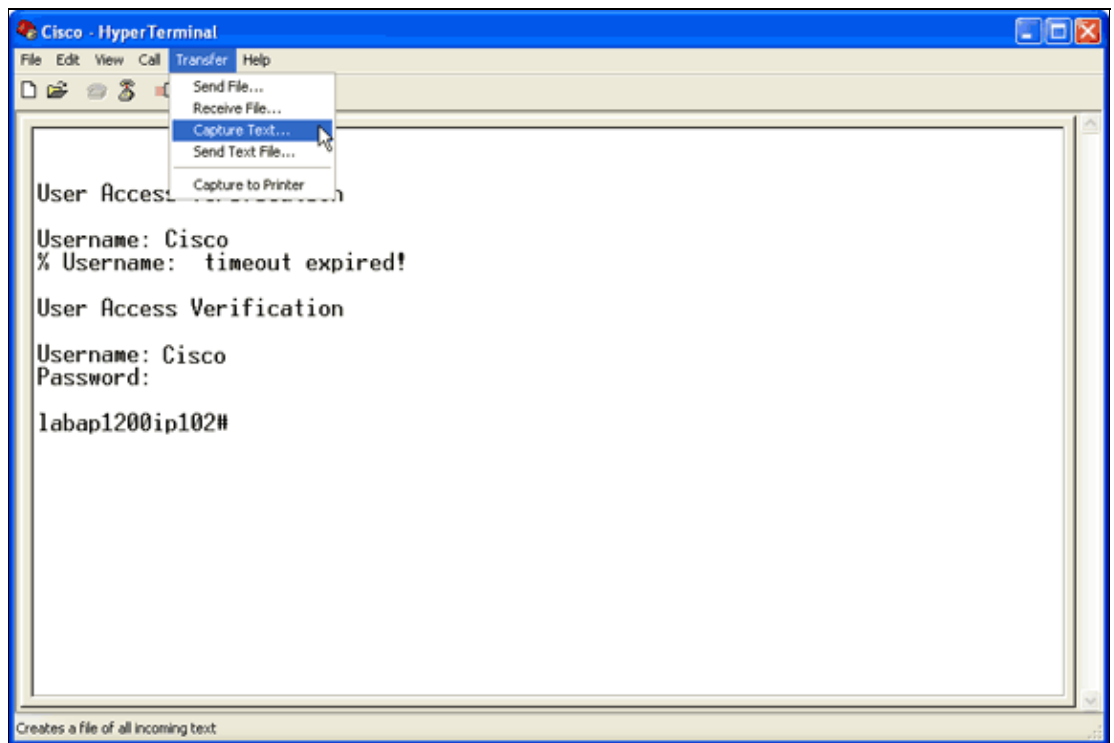 Cisco - HyperTerminal
File Edit View Call Transfer Help
Send File...
Receive File...
Capture Text...
Send Text File...
Capture to Printer
User Access
Username: Cisco
% Username:  timeout expired!
User Access Verification
Username: Cisco
Password:
labap1200ip102#
Creates a file of all incoming text